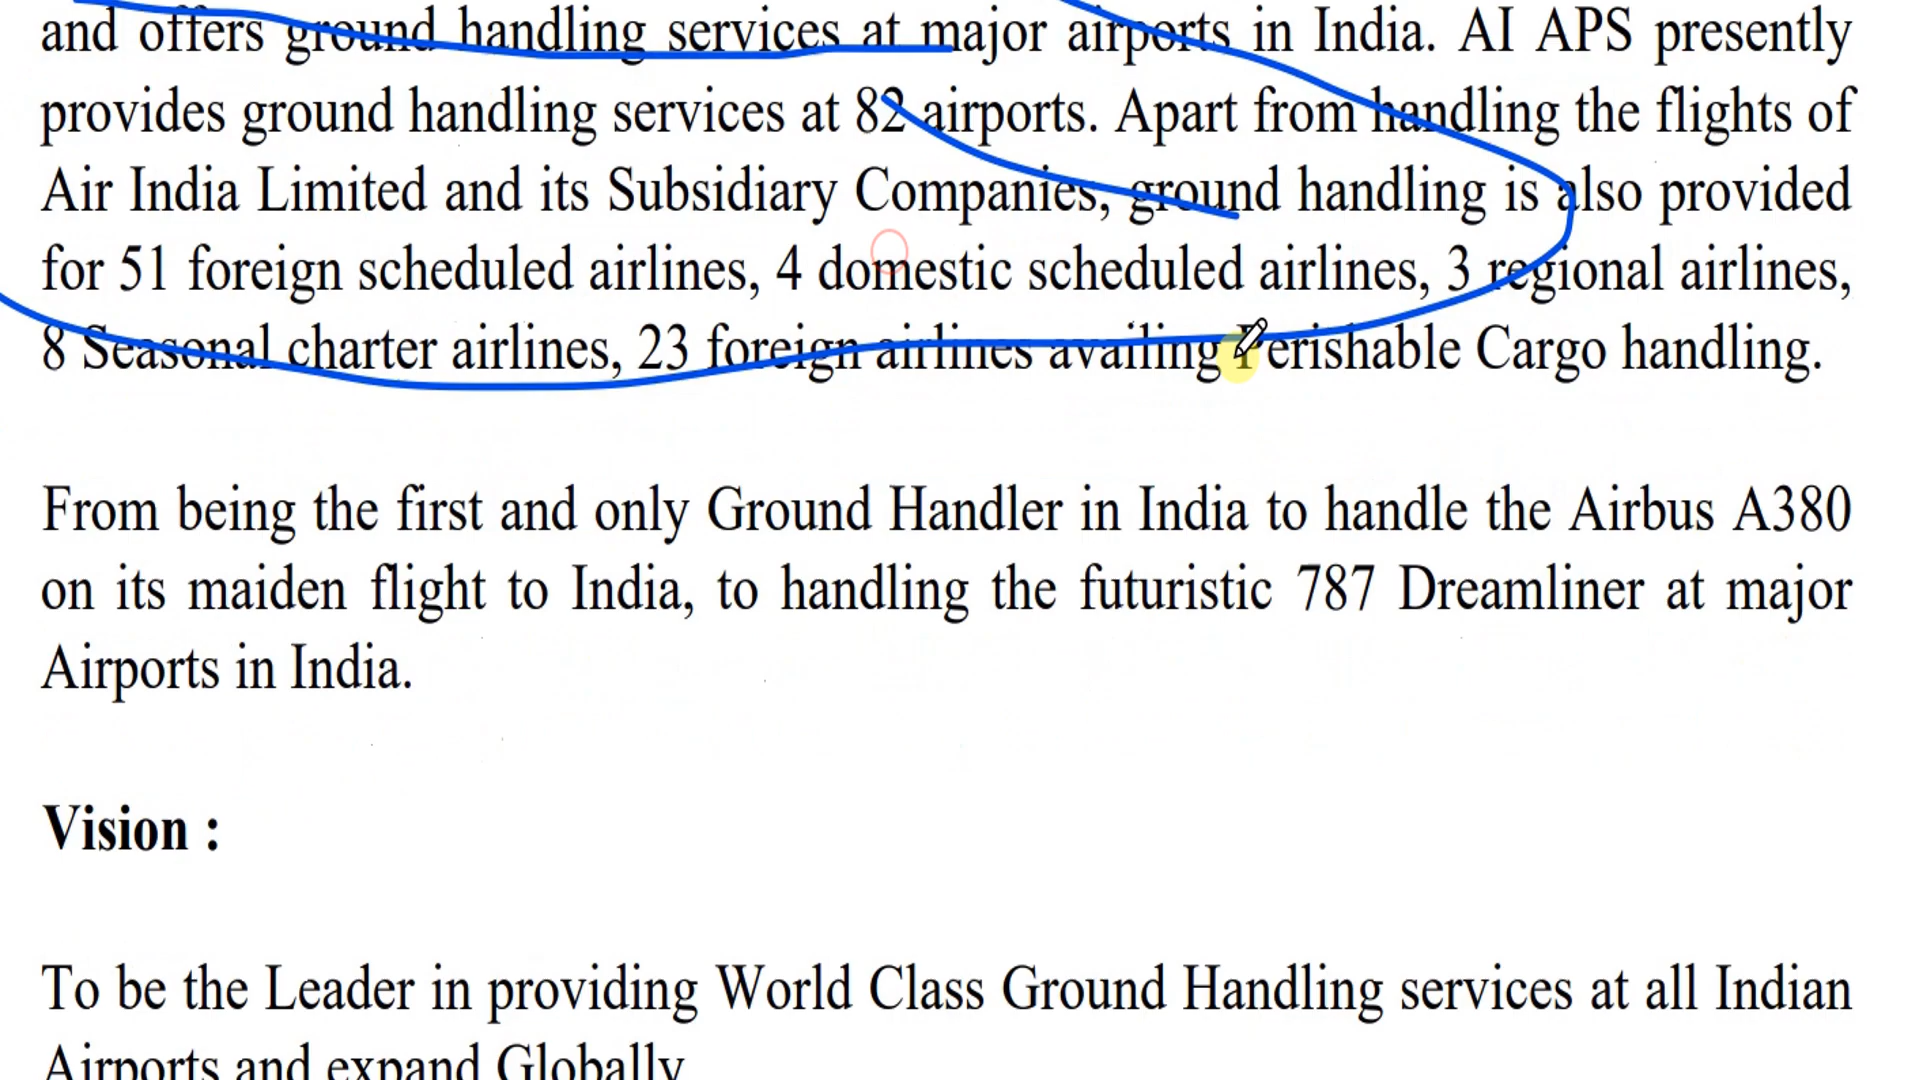 and offers ground handling services at major airports in India. AI APS presently
provides ground handling services at 82 airports. Apart from handling the flights of
Air India Limited and its Subsidiary Companies, ground handling is also provided
for 51 foreign scheduled airlines, 4 domestic scheduled airlines, 3 regional airlines,
8 Seasonal charter airlines, 23 foreign airlines availing Perishable Cargo handling.
From being the first and only Ground Handler in India to handle the Airbus A380
on its maiden flight to India, to handling the futuristic 787 Dreamliner at major
Airports in India.
Vision :
To be the Leader in providing World Class Ground Handling services at all Indian
Airports and expand Globally